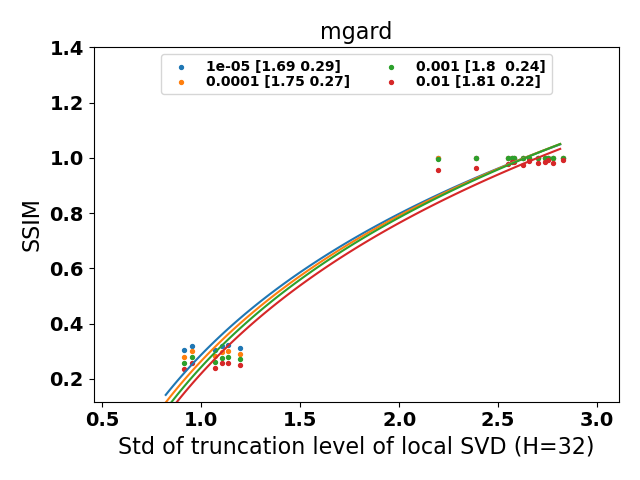 mgard
1e-05 [1.69 0.29]
0.0001 [1.75 0.27]
0.001 [1.8  0.24]
0.01 [1.81 0.22]
SSIM
1.4
1.2
1.0
0.8
0.6
0.4
0.2
0.5 1.0 1.5 2.0 2.5 3.0
Std of truncation level of local SVD (H=32)